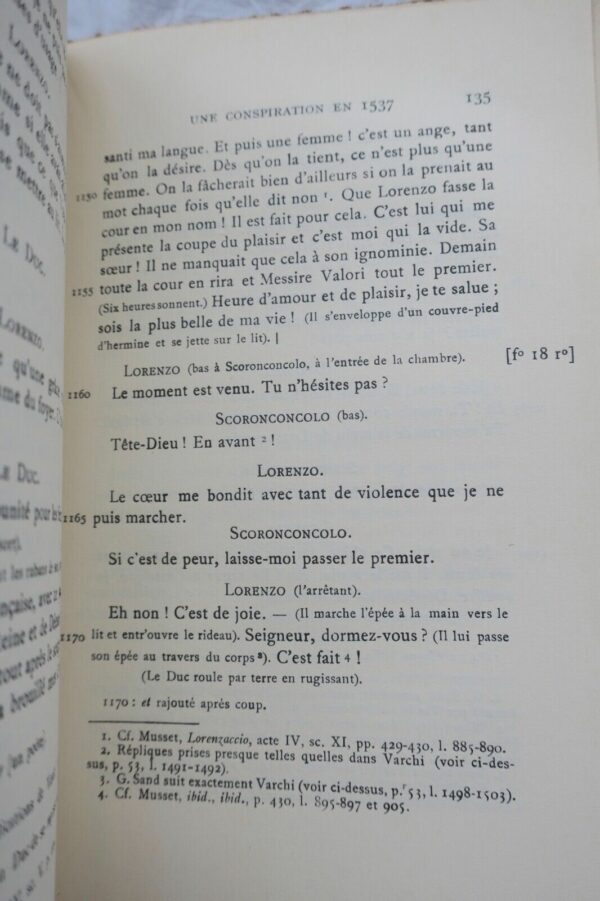 UNE CONSPIRATION EN 1537 135
santi ma langue. Et puis une femme ! c'est un ange, tant
qu'on la désire. Dès qu'on la tient, ce n'est plus qu'une
1150 femme. On la fâcherait bien d'ailleurs si on la prenait au
mot chaque fois qu'elle dit non ¹. Que Lorenzo fasse la
cour en mon nom ! Il est fait pour cela. C'est lui qui me
présente la coupe du plaisir et c'est moi qui la vide. Sa
sœur ! Il ne manquait que cela à son ignominie. Demain
1155 toute la cour en rira et Messire Valori tout le premier.
(Six heures sonnent.) Heure d'amour et de plaisir, je te salue ;
sois la plus belle de ma vie ! (Il s'enveloppe d'un couvre-pied
d'hermine et se jette sur le lit). |
LORENZO (bas à Scoronconcolo, à l'entrée de la chambre). [fo 18 ro]
1160 Le moment est venu. Tu n'hésites pas ?
SCORONCONCOLO (bas).
Tête-Dieu ! En avant ² !
LORENZO.
Le cœur me bondit avec tant de violence que je ne
1165 puis marcher.
SCORONCONCOLO.
Si c'est de peur, laisse-moi passer le premier.
LORENZO (l'arrêtant).
Eh non ! C'est de joie. — (Il marche l'épée à la main vers le
1170 lit et entr'ouvre le rideau). Seigneur, dormez-vous ? (Il lui passe
son épée au travers du corps ³). C'est fait ⁴ !
(Le Duc roule par terre en rugissant).
1170 : et rajouté après coup.
1. Cf. Musset, Lorenzaccio, acte IV, sc. XI, pp. 429-430, l. 885-890.
2. Répliques prises presque telles quelles dans Varchi (voir ci-des-
sus, p. 53, l. 1491-1492).
3. G. Sand suit exactement Varchi (voir ci-dessus, p. 53, l. 1498-1503).
4. Cf. Musset, ibid., ibid., p. 430, l. 895-897 et 905.
LORENZO.
LE DUC.
LORENZO.
LE DUC.